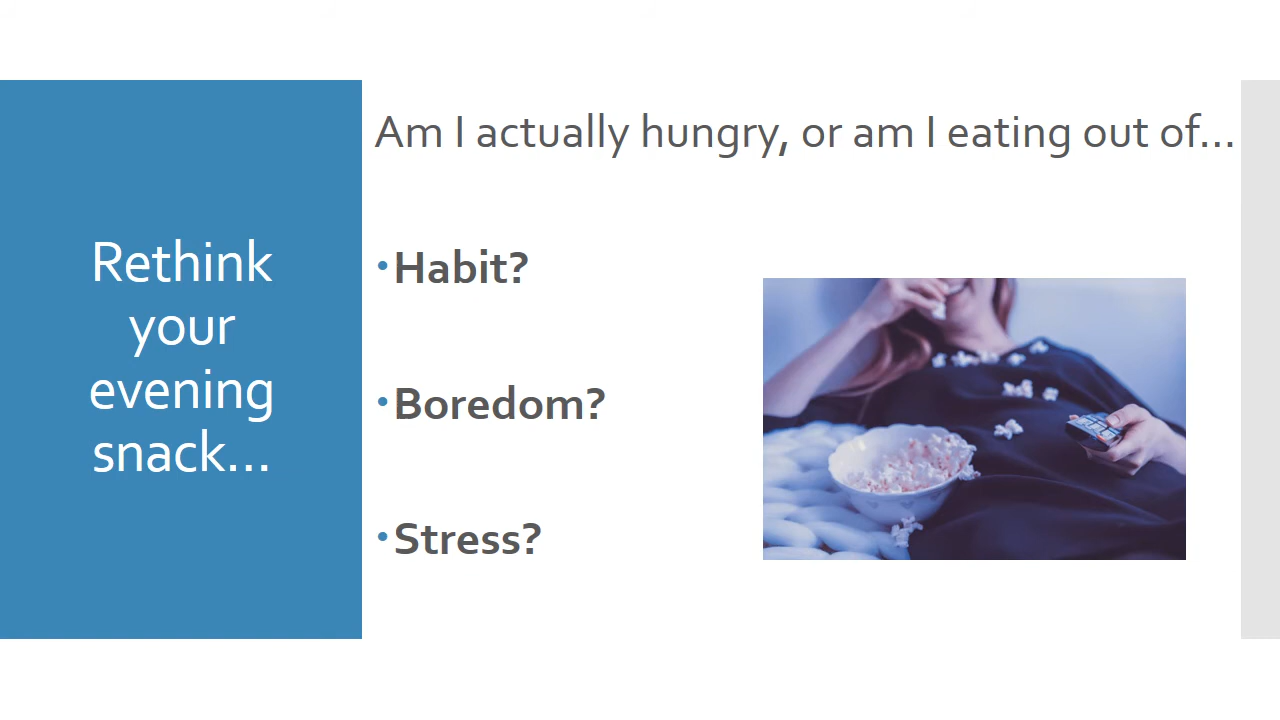 Rethink
your
evening
snack...
Am I actually hungry, or am I eating out of...
•Habit?
•Boredom?
•Stress?